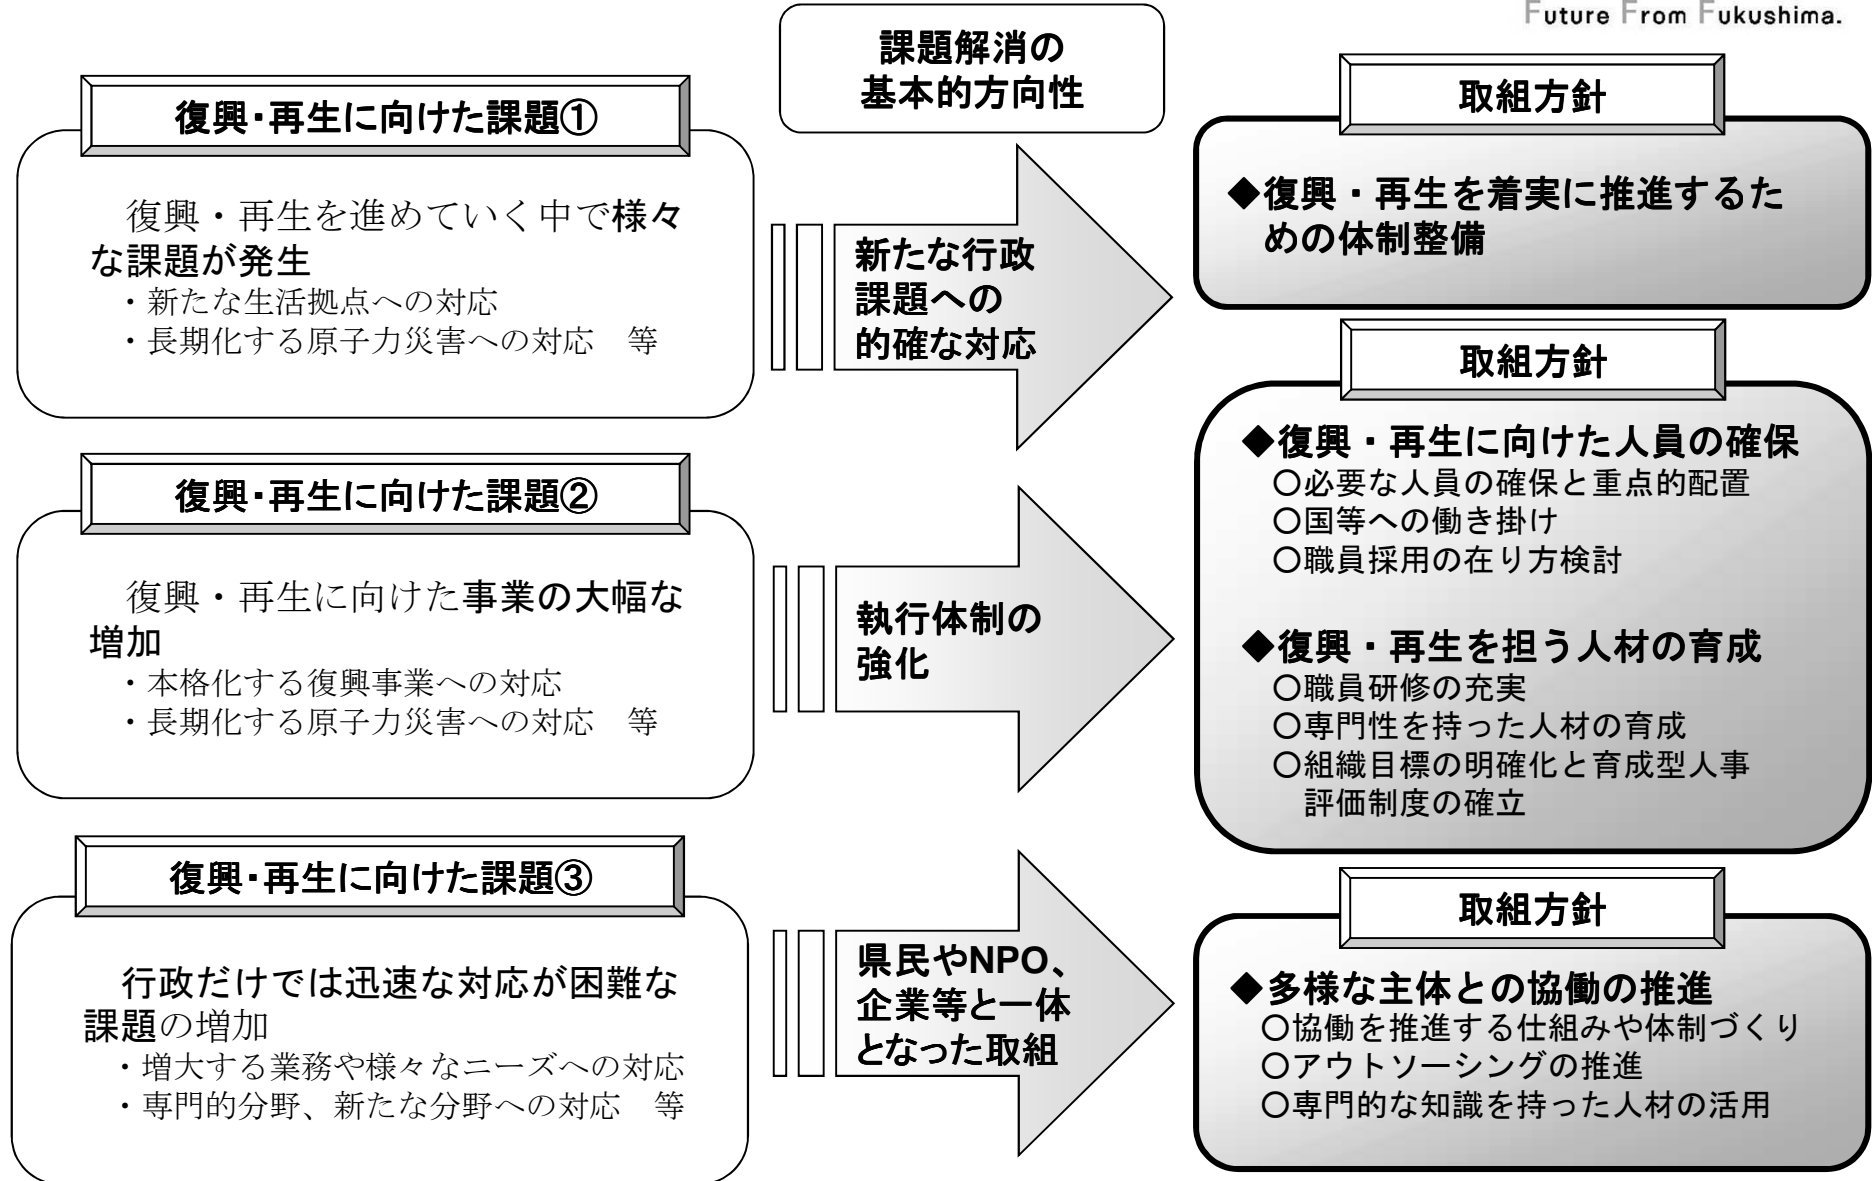 Future From Fukushima.
課題解消の
基本的方向性
復興・再生に向けた課題①
復興・再生を進めていく中で様々
な課題が発生
・新たな生活拠点への対応
・長期化する原子力災害への対応　等
新たな行政
課題への
的確な対応
取組方針
◆復興・再生を着実に推進するた
めの体制整備
復興・再生に向けた課題②
復興・再生に向けた事業の大幅な
増加
・本格化する復興事業への対応
・長期化する原子力災害への対応　等
執行体制の
強化
取組方針
◆復興・再生に向けた人員の確保
○必要な人員の確保と重点的配置
○国等への働き掛け
○職員採用の在り方検討
◆復興・再生を担う人材の育成
○職員研修の充実
○専門性を持った人材の育成
○組織目標の明確化と育成型人事
評価制度の確立
復興・再生に向けた課題③
行政だけでは迅速な対応が困難な
課題の増加
・増大する業務や様々なニーズへの対応
・専門的分野、新たな分野への対応　等
県民やNPO、
企業等と一体
となった取組
取組方針
◆多様な主体との協働の推進
○協働を推進する仕組みや体制づくり
○アウトソーシングの推進
○専門的な知識を持った人材の活用